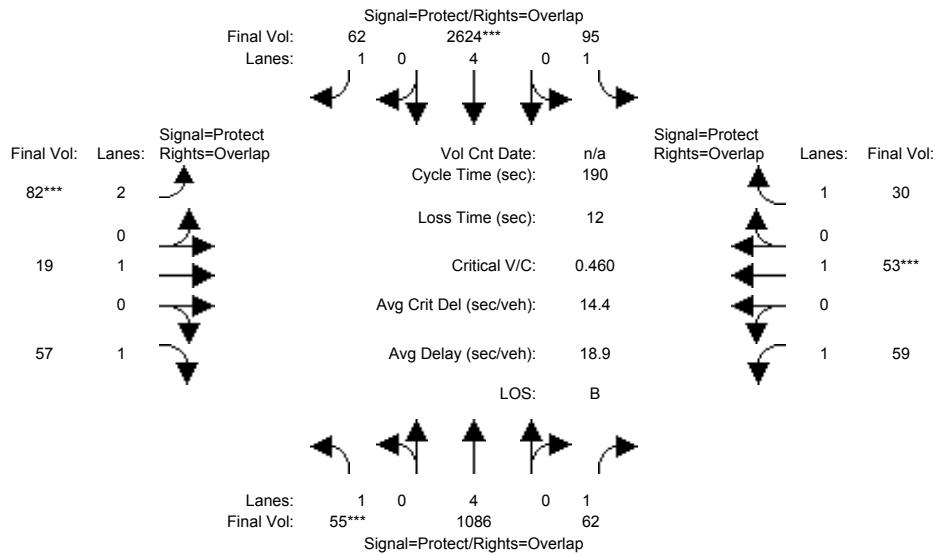 Signal=Protect/Rights=Overlap
Final Vol: 62 2624*** 95
Lanes: 1 0 4 0 1
Signal=Protect Signal=Protect
Final Vol: Lanes: Rights=Overlap Vol Cnt Date: n/a Rights=Overlap Lanes: Final Vol:
Cycle Time (sec): 190
82*** 2 1 30
Loss Time (sec): 12
0 0
19 1 Critical V/C: 0.460 1 53***
0 Avg Crit Del (sec/veh): 14.4 0
57 1 Avg Delay (sec/veh): 18.9 1 59
LOS: B
Lanes: 1 0 4 0 1
Final Vol: 55*** 1086 62
Signal=Protect/Rights=Overlap